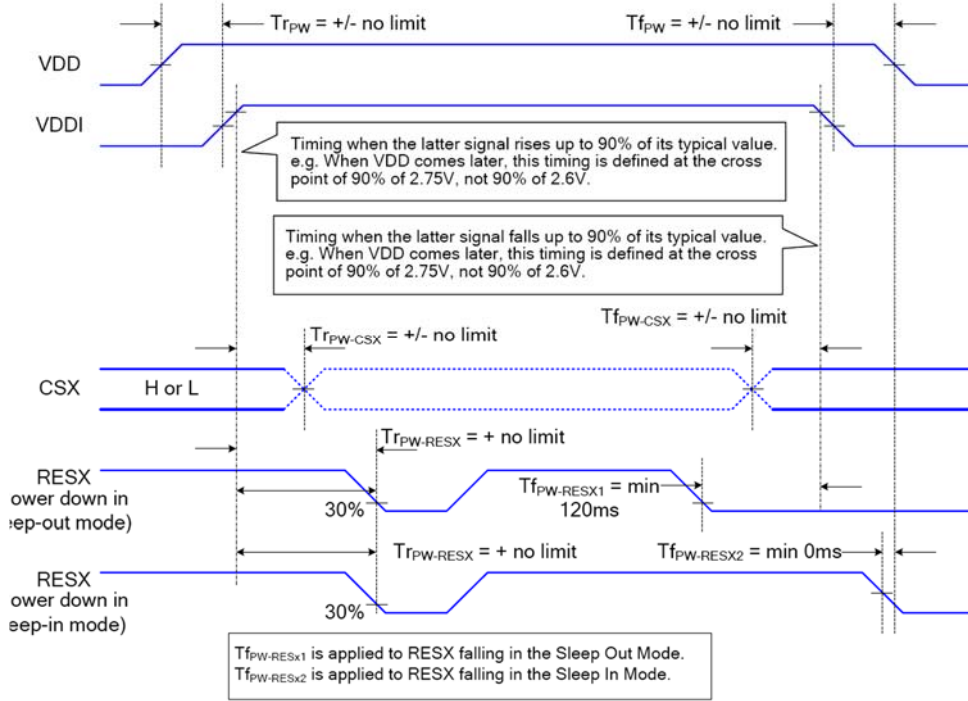 TrPW = +/- no limit
TfPW = +/- no limit
VDD
VDDI
Timing when the latter signal rises up to 90% of its typical value.
e.g. When VDD comes later, this timing is defined at the cross
point of 90% of 2.75V, not 90% of 2.6V.
Timing when the latter signal falls up to 90% of its typical value.
e.g. When VDD comes later, this timing is defined at the cross
point of 90% of 2.75V, not 90% of 2.6V.
TfPW-CSX = +/- no limit
TrPW-CSX = +/- no limit
CSX
H or L
TrPW-RESX = + no limit
RESX
ower down in
eep-out mode)
30%
TfPW-RESX1 = min
120ms
TrPW-RESX = + no limit
TfPW-RESX2 = min 0ms
RESX
ower down in
eep-in mode)
30%
TfPW-RESx1 is applied to RESX falling in the Sleep Out Mode.
TfPW-RESx2 is applied to RESX falling in the Sleep In Mode.